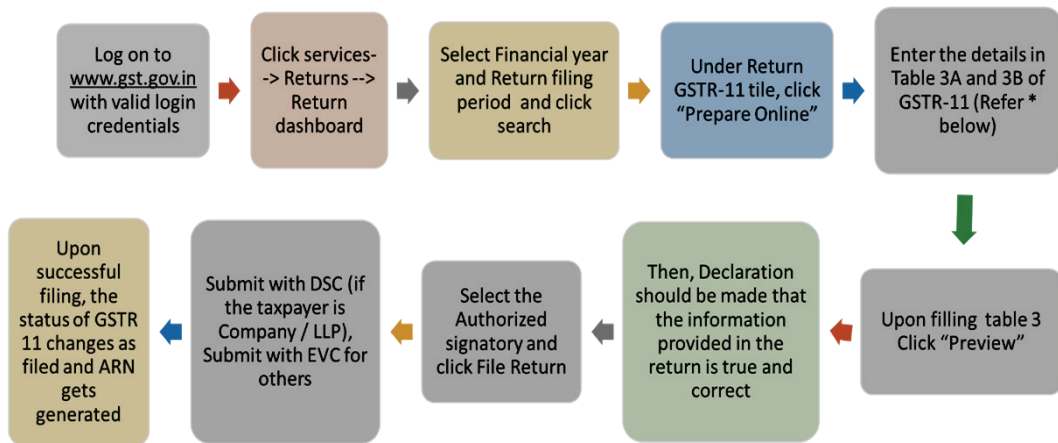 Log on to
www.gst.gov.in
with valid login
credentials
Click services-
-> Returns -->
Return
dashboard
Select Financial year
and Return filing
period and click
search
Under Return
GSTR-11 tile, click
“Prepare Online”
Enter the details in
Table 3A and 3B of
GSTR-11 (Refer *
below)
Upon filling table 3
Click “Preview”
Then, Declaration
should be made that
the information
provided in the
return is true and
correct
Select the
Authorized
signatory and
click File Return
Submit with DSC (if
the taxpayer is
Company / LLP),
Submit with EVC for
others
Upon
successful
filing, the
status of GSTR
11 changes as
filed and ARN
gets
generated